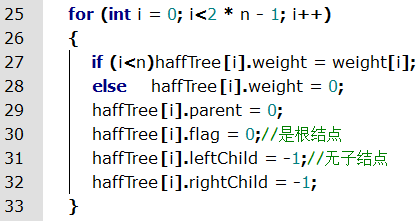 25 for (int i = 0; i<2 * n - 1; i++)
26 {
27 if (i<n)haffTree[i].weight = weight[i];
28 else haffTree[i].weight = 0;
29 haffTree[i].parent = 0;
30 haffTree[i].flag = 0;//是根结点
31 haffTree[i].leftChild = -1;//无子结点
32 haffTree[i].rightChild = -1;
33 }